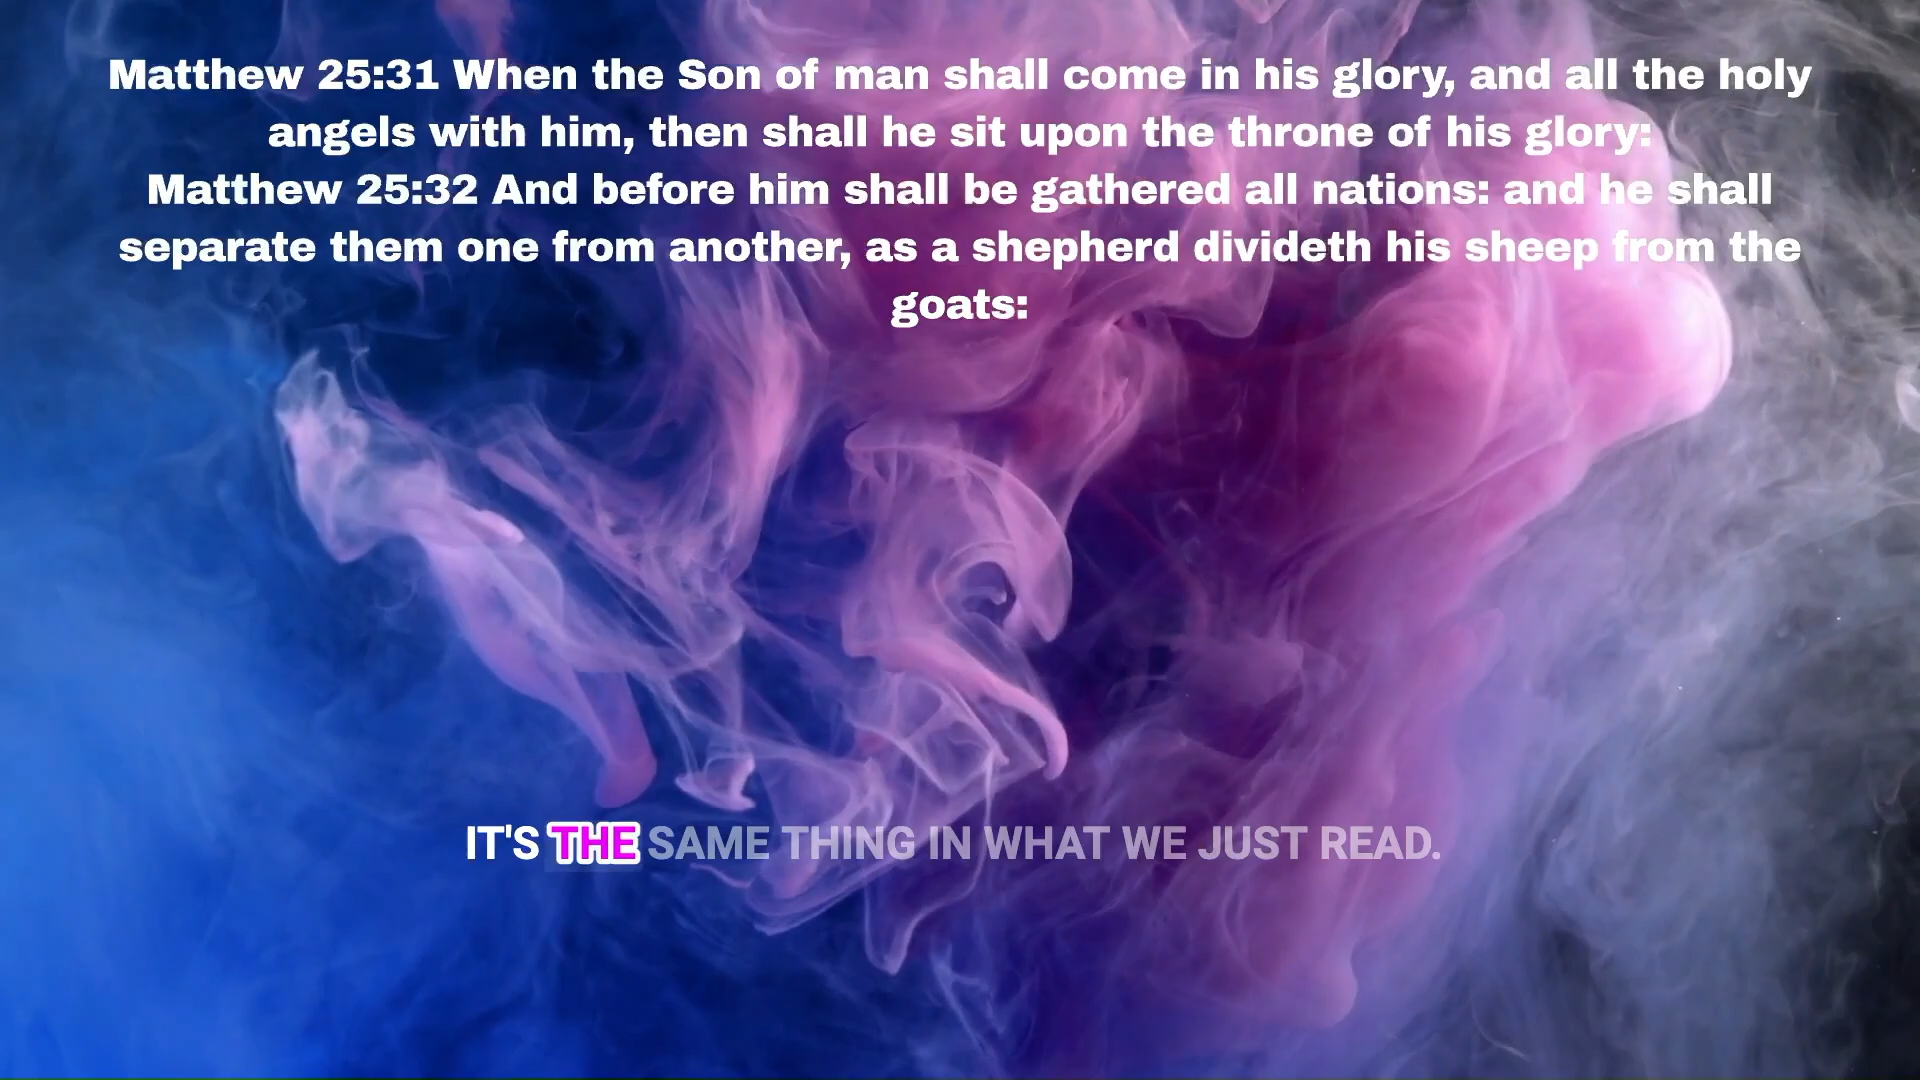 Matthew 25:31 When the Son of man shall come in his glory, and all the holy
angels with him, then shall he sit upon the throne of his glory:
Matthew 25:32 And before him shall be gathered all nations: and he shall
separate them one from another, as a shepherd divideth his sheep from the
goats:
IT'S THE SAME THING IN WHAT WE JUST READ.